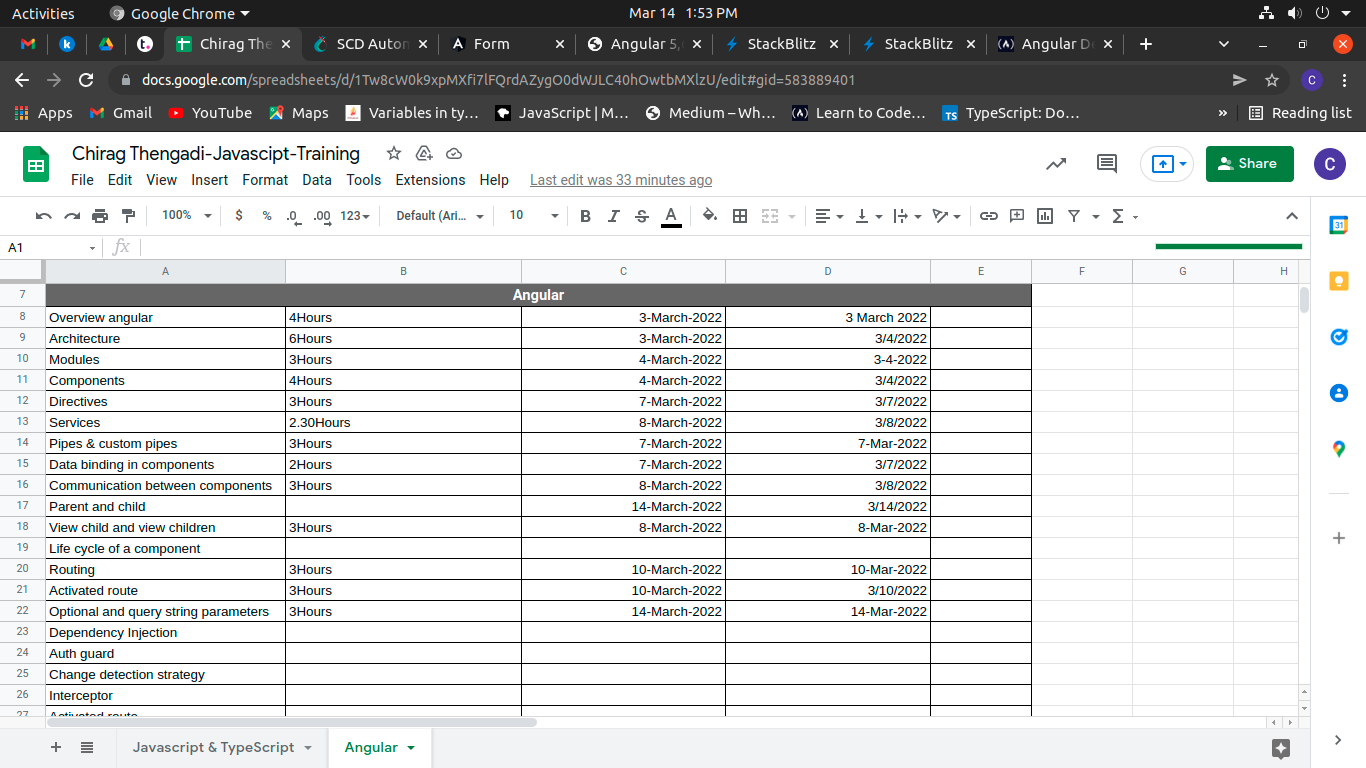 Activities Google Chrome Mar 14 1:53 PM
Chirag The SCD Auton Form Angular 5, StackBlitz StackBlitz Angular D
docs.google.com/spreadsheets/d/1Tw8cW0k9xpMXfi7lFQrdAZygO0dWJLC40hOwtbMXlzU/edit#gid=583889401 C
Apps Gmail YouTube Maps Variables in ty... JavaScript | M... Medium – Wh... Learn to Code... TypeScript: Do... » Reading list
Chirag Thengadi-Javascipt-Training Share C
File Edit View Insert Format Data Tools Extensions Help Last edit was 33 minutes ago
100% $ % .0 .00 123 Default (Ari... 10 B I S A Σ
A1 fx
A B C D E F G H
7 Angular
8 Overview angular 4Hours 3-March-2022 3 March 2022
9 Architecture 6Hours 3-March-2022 3/4/2022
10 Modules 3Hours 4-March-2022 3-4-2022
11 Components 4Hours 4-March-2022 3/4/2022
12 Directives 3Hours 7-March-2022 3/7/2022
13 Services 2.30Hours 8-March-2022 3/8/2022
14 Pipes & custom pipes 3Hours 7-March-2022 7-Mar-2022
15 Data binding in components 2Hours 7-March-2022 3/7/2022
16 Communication between components 3Hours 8-March-2022 3/8/2022
17 Parent and child 14-March-2022 3/14/2022
18 View child and view children 3Hours 8-March-2022 8-Mar-2022
19 Life cycle of a component
20 Routing 3Hours 10-March-2022 10-Mar-2022
21 Activated route 3Hours 10-March-2022 3/10/2022
22 Optional and query string parameters 3Hours 14-March-2022 14-Mar-2022
23 Dependency Injection
24 Auth guard
25 Change detection strategy
26 Interceptor
27 Activated route
Javascript & TypeScript Angular